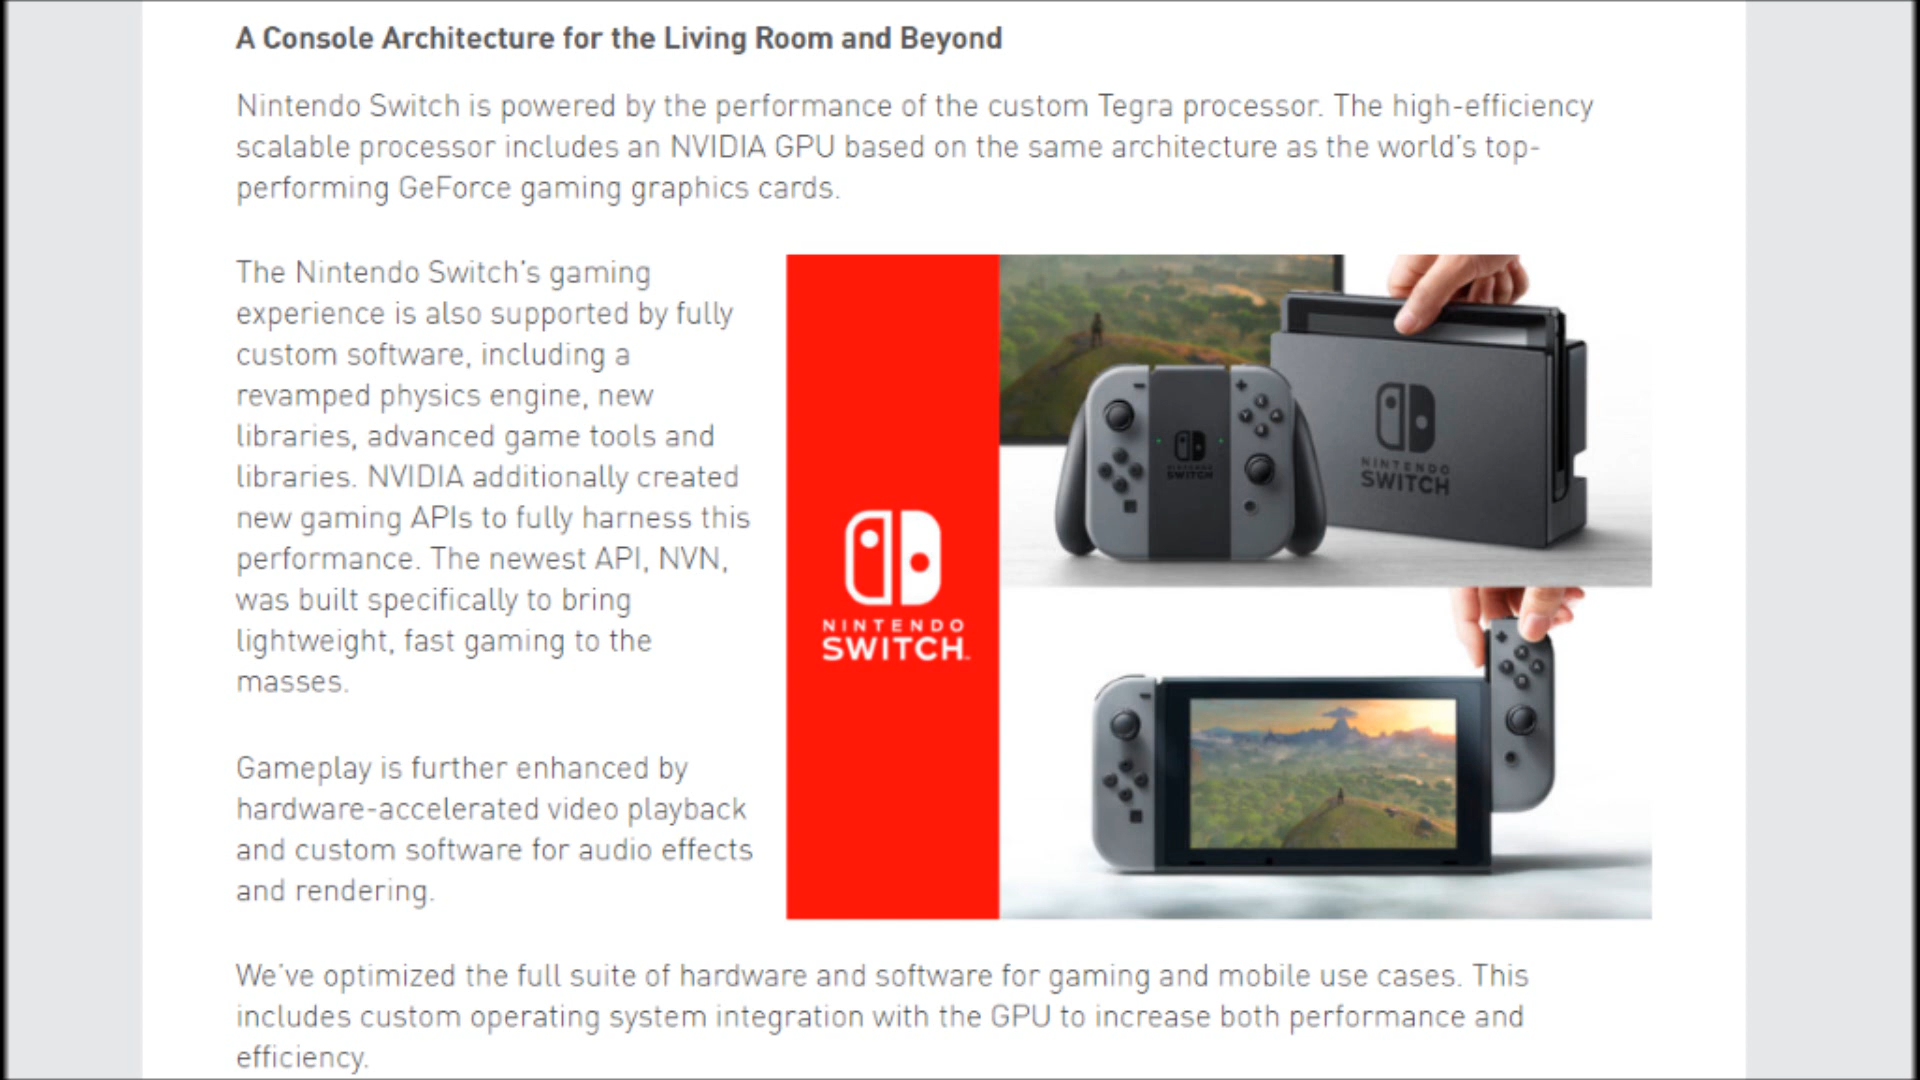 A Console Architecture for the Living Room and Beyond
Nintendo Switch is powered by the performance of the custom Tegra processor. The high-efficiency
scalable processor includes an NVIDIA GPU based on the same architecture as the world's top-
performing GeForce gaming graphics cards.
The Nintendo Switch's gaming
experience is also supported by fully
custom software, including a
revamped physics engine, new
libraries, advanced game tools and
libraries. NVIDIA additionally created
new gaming APIs to fully harness this
performance. The newest API, NVN,
was built specifically to bring
lightweight, fast gaming to the
masses.
Gameplay is further enhanced by
hardware-accelerated video playback
and custom software for audio effects
and rendering.
NINTENDO
SWITCH™
NINTENDO
SWITCH
NINTENDO
SWITCH
We've optimized the full suite of hardware and software for gaming and mobile use cases. This
includes custom operating system integration with the GPU to increase both performance and
efficiency.